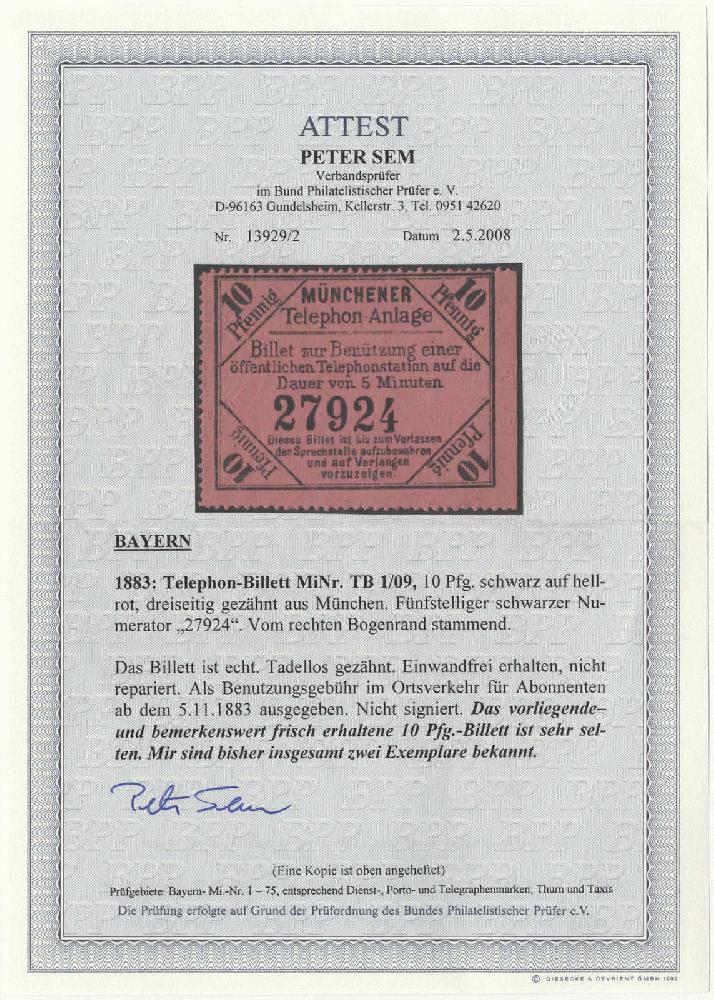 ATTEST
PETER SEM
Verbandsprüfer
im Bund Philatelistischer Prüfer e. V.
D-96163 Gundelsheim, Kellerstr. 3, Tel. 0951 42620
Nr. 13929/2 Datum 2.5.2008
10 Pfennig
MÜNCHENER
10 Pfennig
Telephon-Anlage
Billet zur Benützung einer
öffentlichen Telephonstation auf die
Dauer von 5 Minuten
27924
Dieses Billet ist bis zum Verlassen
der Sprechstelle aufzubewahren
und auf Verlangen
vorzuzeigen.
10 Pfennig
10 Pfennig
BAYERN
1883: Telephon-Billett MiNr. TB 1/09, 10 Pfg. schwarz auf hell-
rot, dreiseitig gezähnt aus München. Fünfstelliger schwarzer Nu-
merator „27924“. Vom rechten Bogenrand stammend.
Das Billett ist echt. Tadellos gezähnt. Einwandfrei erhalten, nicht
repariert. Als Benutzungsgebühr im Ortsverkehr für Abonnenten
ab dem 5.11.1883 ausgegeben. Nicht signiert. Das vorliegende
und bemerkenswert frisch erhaltene 10 Pfg.-Billett ist sehr sel-
ten. Mir sind bisher insgesamt zwei Exemplare bekannt.
Peter Sem
(Eine Kopie ist oben angeheftet)
Prüfgebiete: Bayern- Mi.-Nr. 1 – 75, entsprechend Dienst-, Porto- und Telegraphenmarken; Thurn und Taxis
Die Prüfung erfolgte auf Grund der Prüfordnung des Bundes Philatelistischer Prüfer e.V.
© GIESECKE & DEVRIENT GMBH 1992